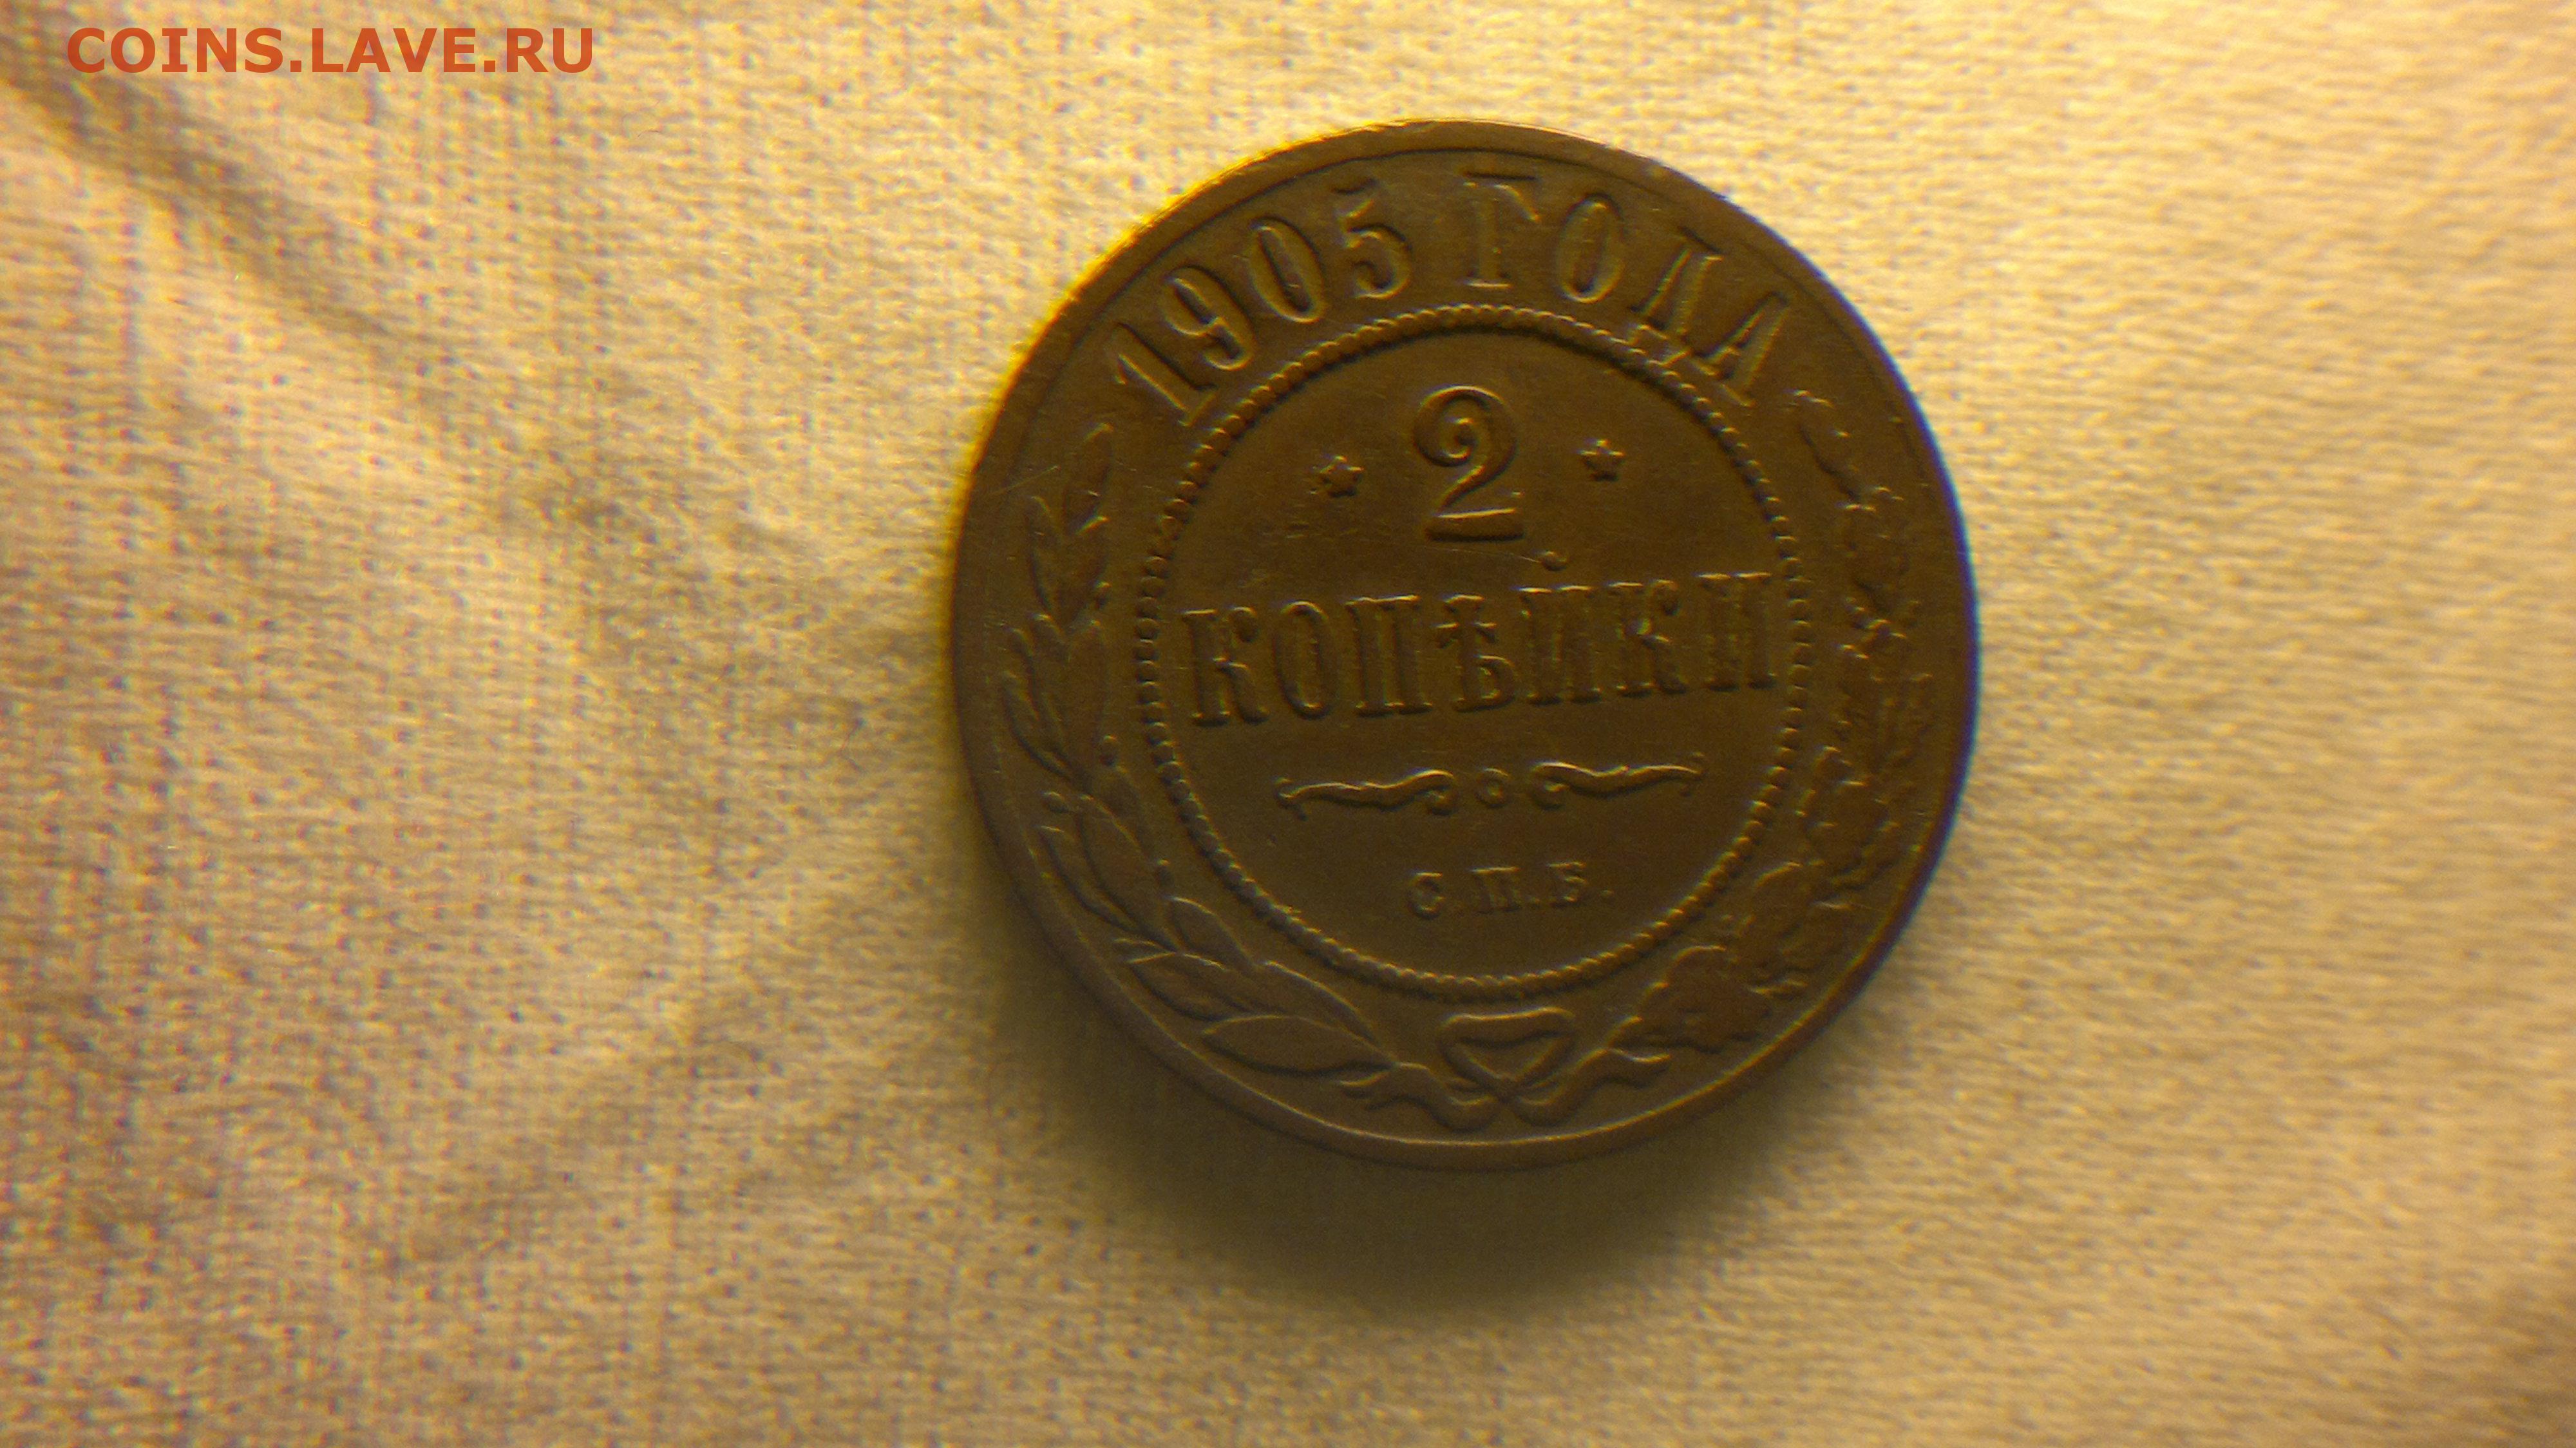 COINS.LAVE.RU
1905 ГОДА
2
КОПѢЙКИ
С.П.Б.